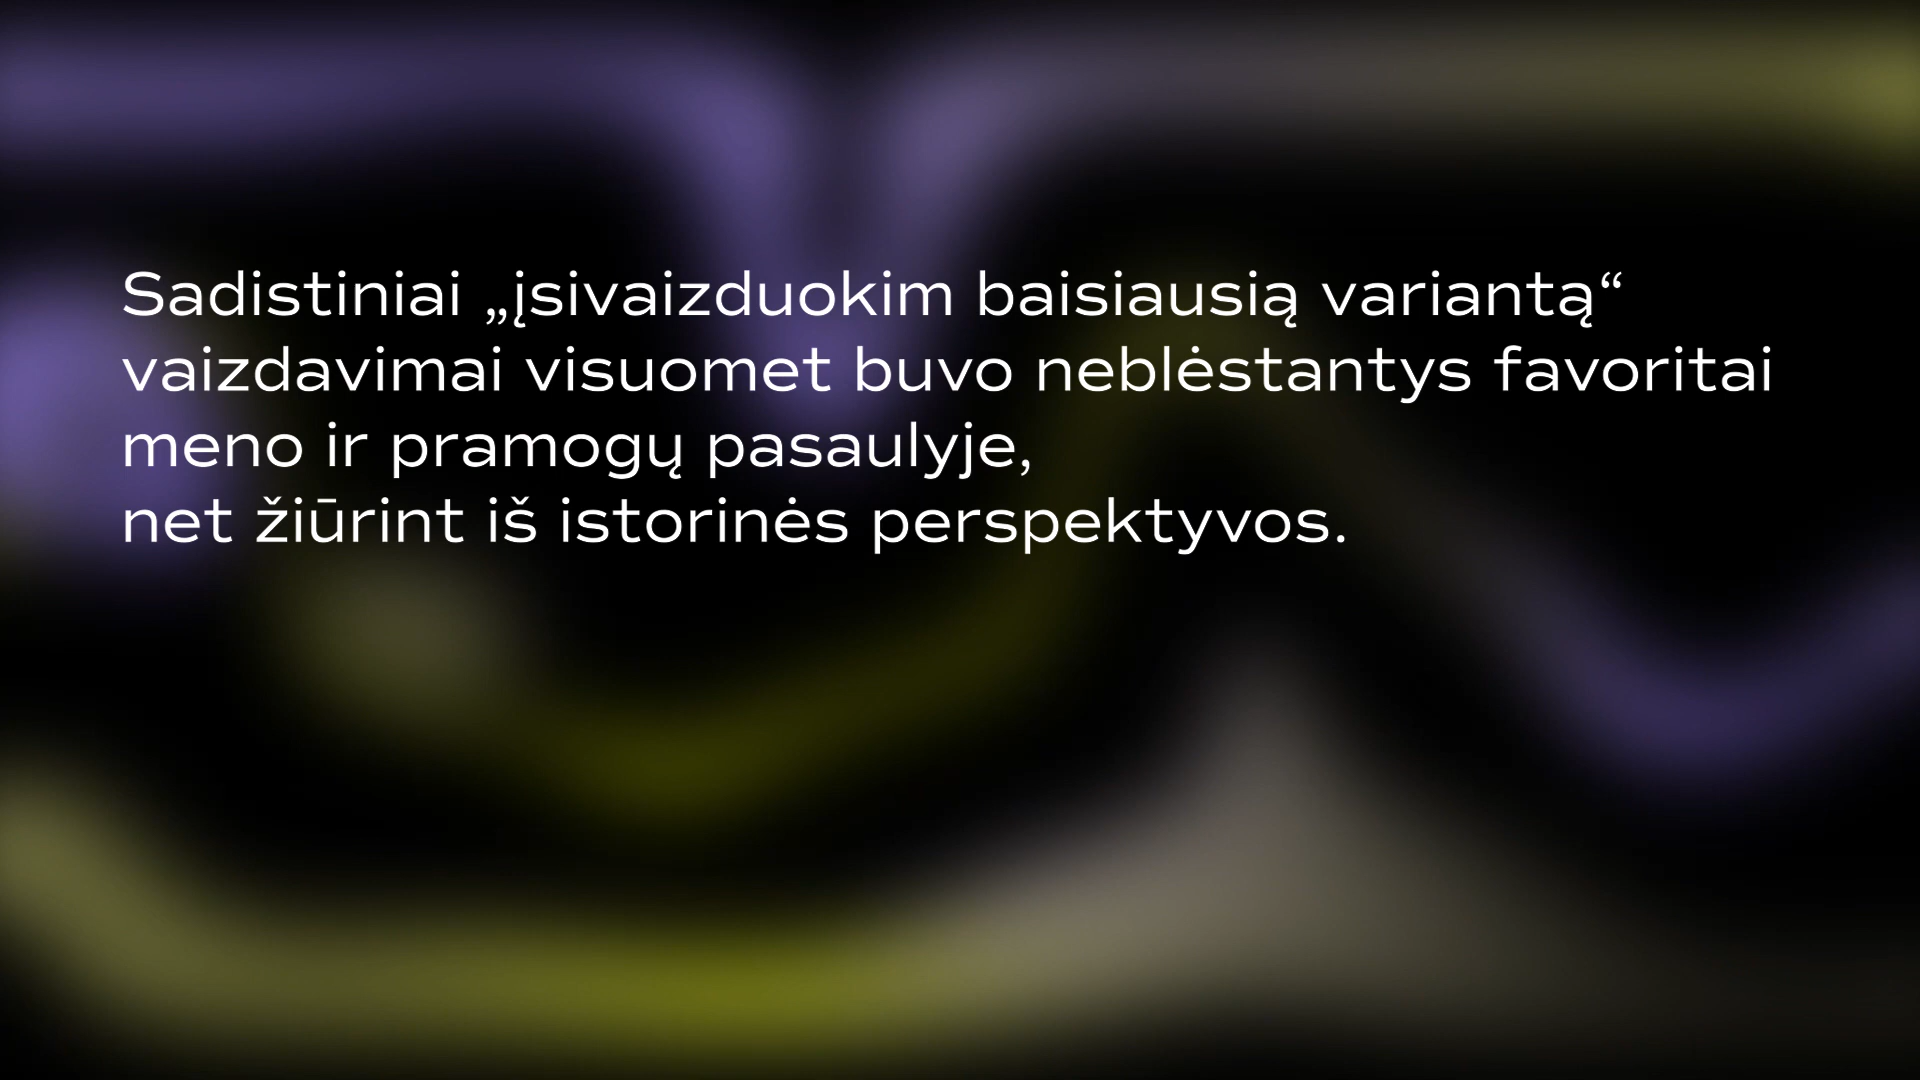 Sadistiniai „įsivaizduokim baisiausią variantą“
vaizdavimai visuomet buvo neblėstantys favoritai
meno ir pramogų pasaulyje,
net žiūrint iš istorinės perspektyvos.